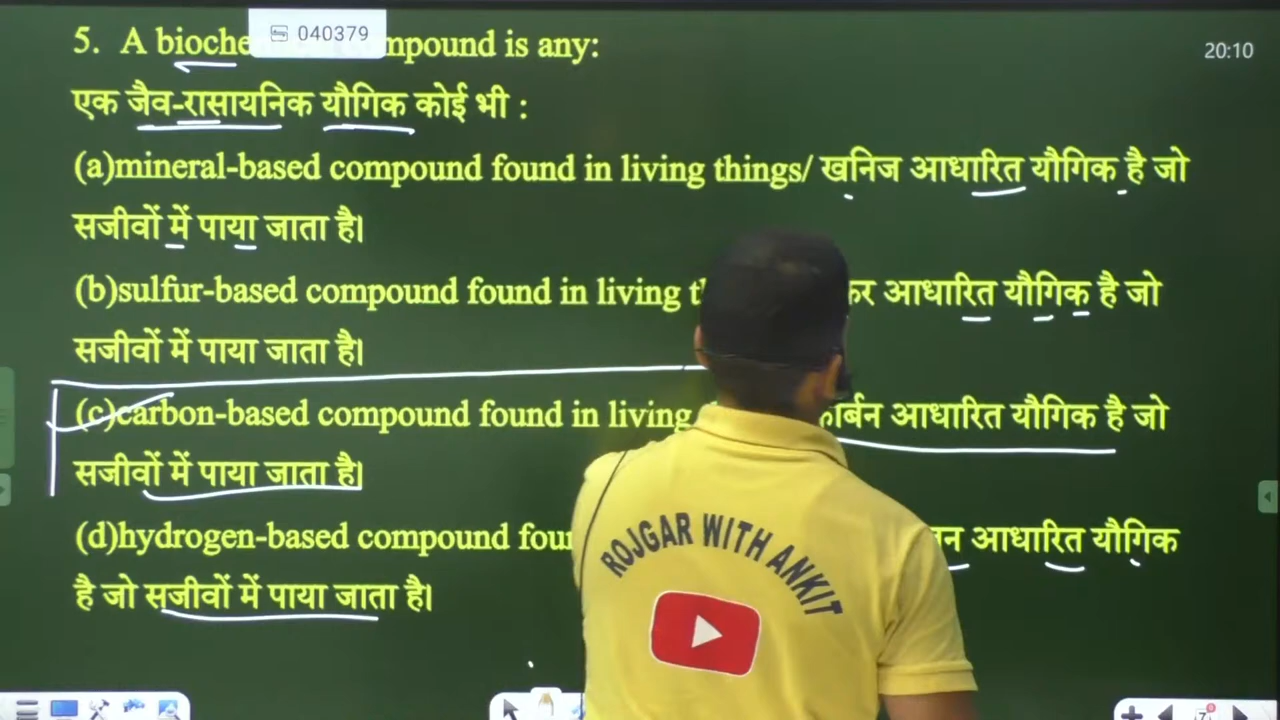 040379
5. A bioche mpound is any:
20:10
एक जैव-रासायनिक यौगिक कोई भी :
(a)mineral-based compound found in living things/ खनिज आधारित यौगिक है जो
सजीवों में पाया जाता है।
(b)sulfur-based compound found in living आधारित यौगिक है जो
सजीवों में पाया जाता है।
(c)carbon-based compound found in living कार्बन आधारित यौगिक है जो
सजीवों में पाया जाता है।
(d)hydrogen-based compound आधारित यौगिक
है जो सजीवों में पाया जाता है।
ROJGAR WITH ANKIT